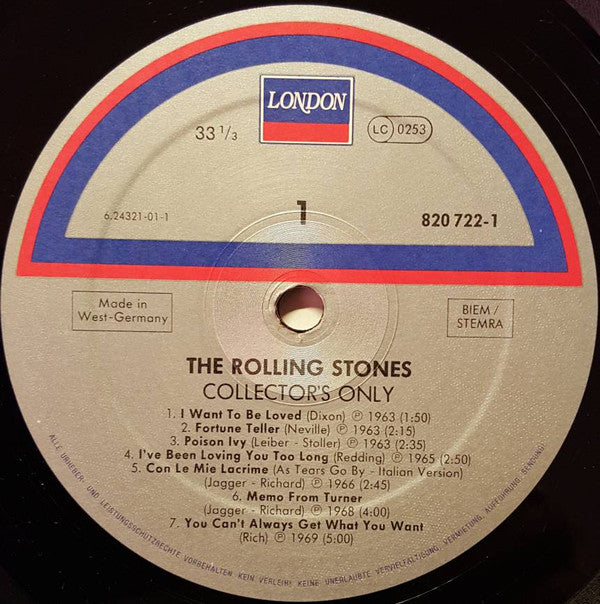 LONDON
33 1/3
LC 0253
1
6.24321-01-1
820 722-1
Made in
West-Germany
BIEM/
STEMRA
THE ROLLING STONES
COLLECTOR'S ONLY
1. I Want To Be Loved (Dixon) ℗ 1963 (1:50)
2. Fortune Teller (Neville) ℗ 1963 (2:15)
3. Poison Ivy (Leiber - Stoller) ℗ 1963 (2:35)
4. I've Been Loving You Too Long (Redding) ℗ 1965 (2:50)
5. Con Le Mie Lacrime (As Tears Go By - Italian Version)
(Jagger - Richard) ℗ 1966 (2:45)
6. Memo From Turner
(Jagger - Richard) ℗ 1968 (4:00)
7. You Can't Always Get What You Want
(Rich) ℗ 1969 (5:00)
ALLE URHEBER- UND LEISTUNGSSCHUTZRECHTE VORBEHALTEN. KEIN VERLEIH! KEINE UNERLAUBTE VERVIELFÄLTIGUNG, VERMIETUNG, AUFFÜHRUNG, SENDUNG!